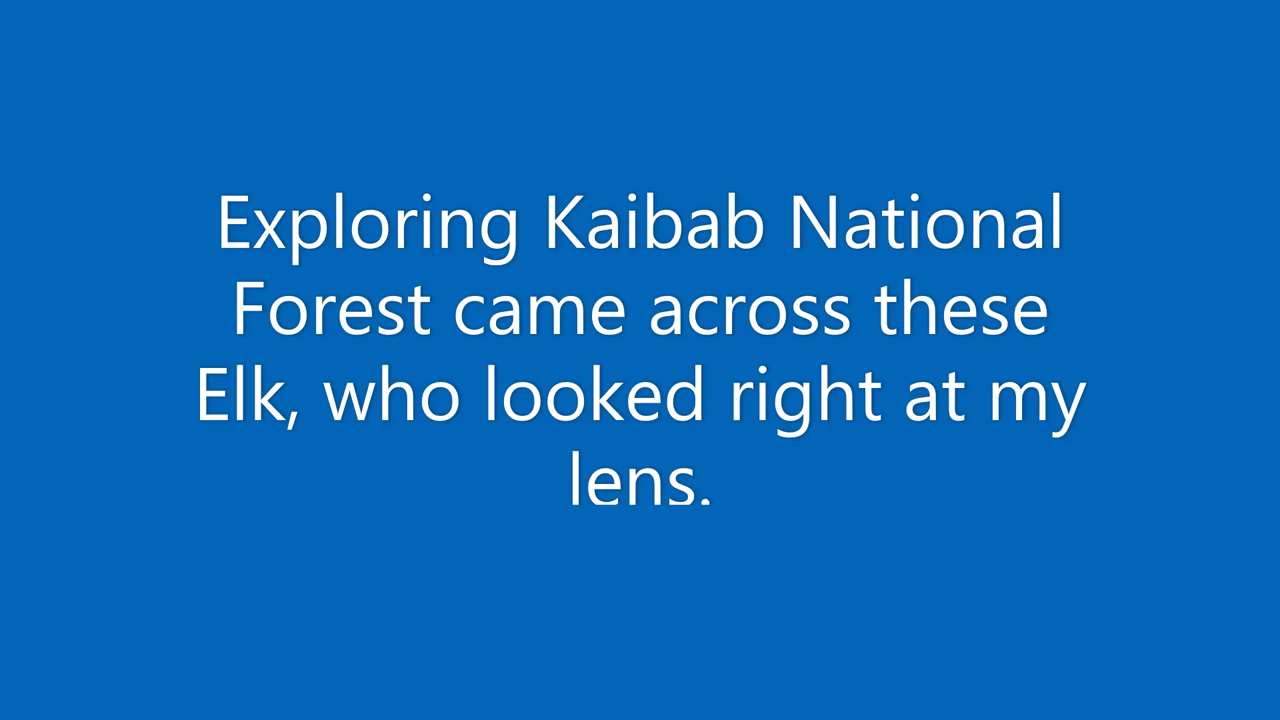 Exploring Kaibab National
Forest came across these
Elk, who looked right at my
lens.